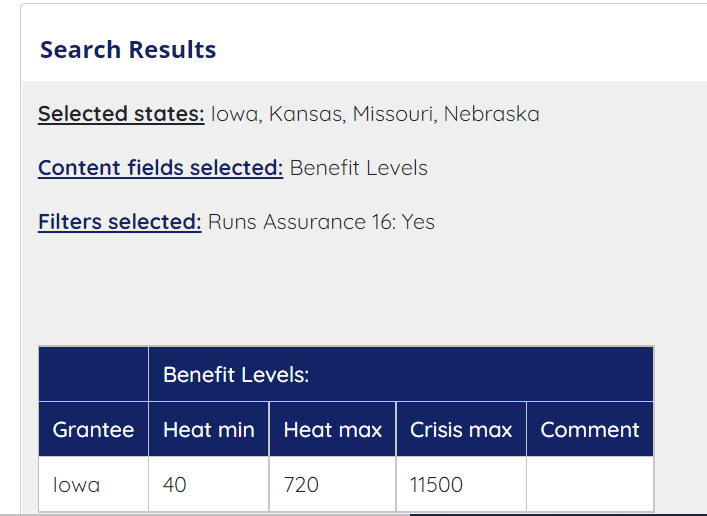 Search Results
Selected states: Iowa, Kansas, Missouri, Nebraska
Content fields selected: Benefit Levels
Filters selected: Runs Assurance 16: Yes
Benefit Levels:
Grantee Heat min Heat max Crisis max Comment
Iowa 40 720 11500